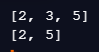 [2, 3, 5]
[2, 5]